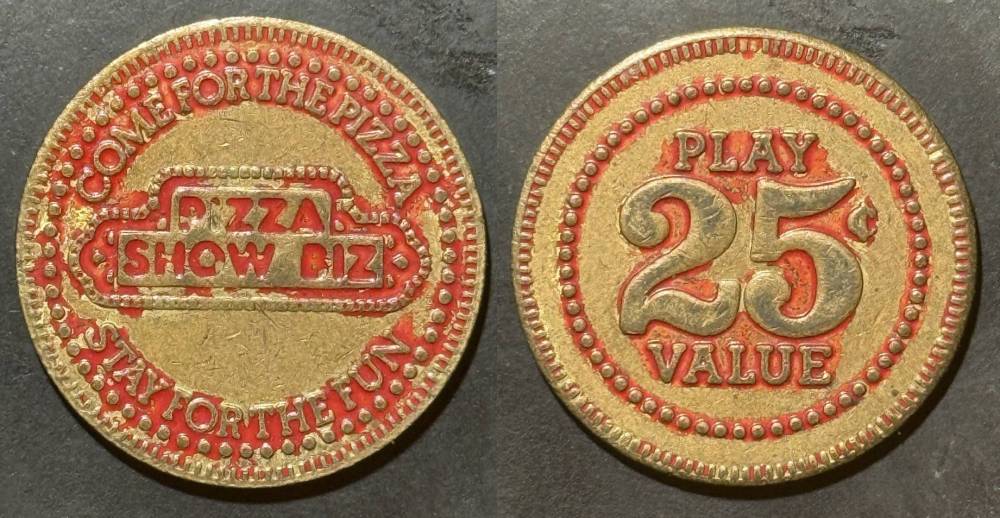 COME FOR THE PIZZA
PIZZA
SHOW BIZ
STAY FOR THE FUN
PLAY
25¢
VALUE